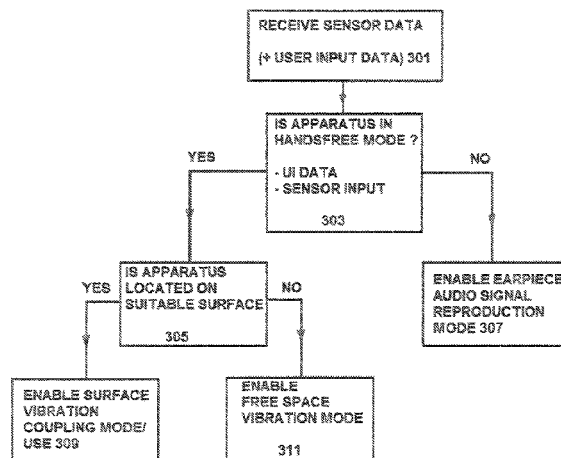 RECEIVE SENSOR DATA
(+ USER INPUT DATA) 301
IS APPARATUS IN
HANDSFREE MODE ?
- UI DATA
- SENSOR INPUT
303
YES
NO
IS APPARATUS
LOCATED ON
SUITABLE SURFACE
305
YES
NO
ENABLE EARPIECE
AUDIO SIGNAL
REPRODUCTION
MODE 307
ENABLE SURFACE
VIBRATION
COUPLING MODE/
USE 309
ENABLE
FREE SPACE
VIBRATION MODE
311